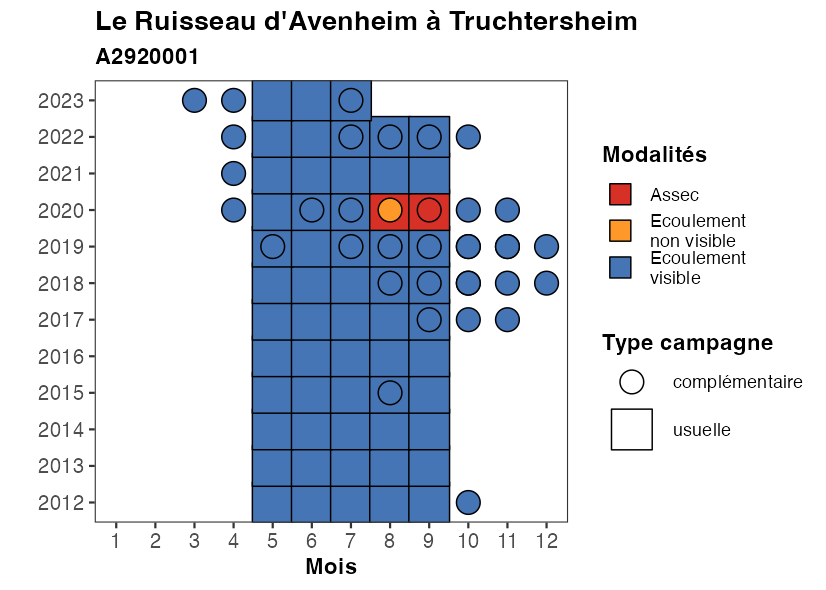 Le Ruisseau d'Avenheim à Truchtersheim
A2920001
2023
2022
2021
2020
2019
2018
2017
2016
2015
2014
2013
2012
1 2 3 4 5 6 7 8 9 10 11 12
Mois
Modalités
Assec
Ecoulement
non visible
Ecoulement
visible
Type campagne
complémentaire
usuelle